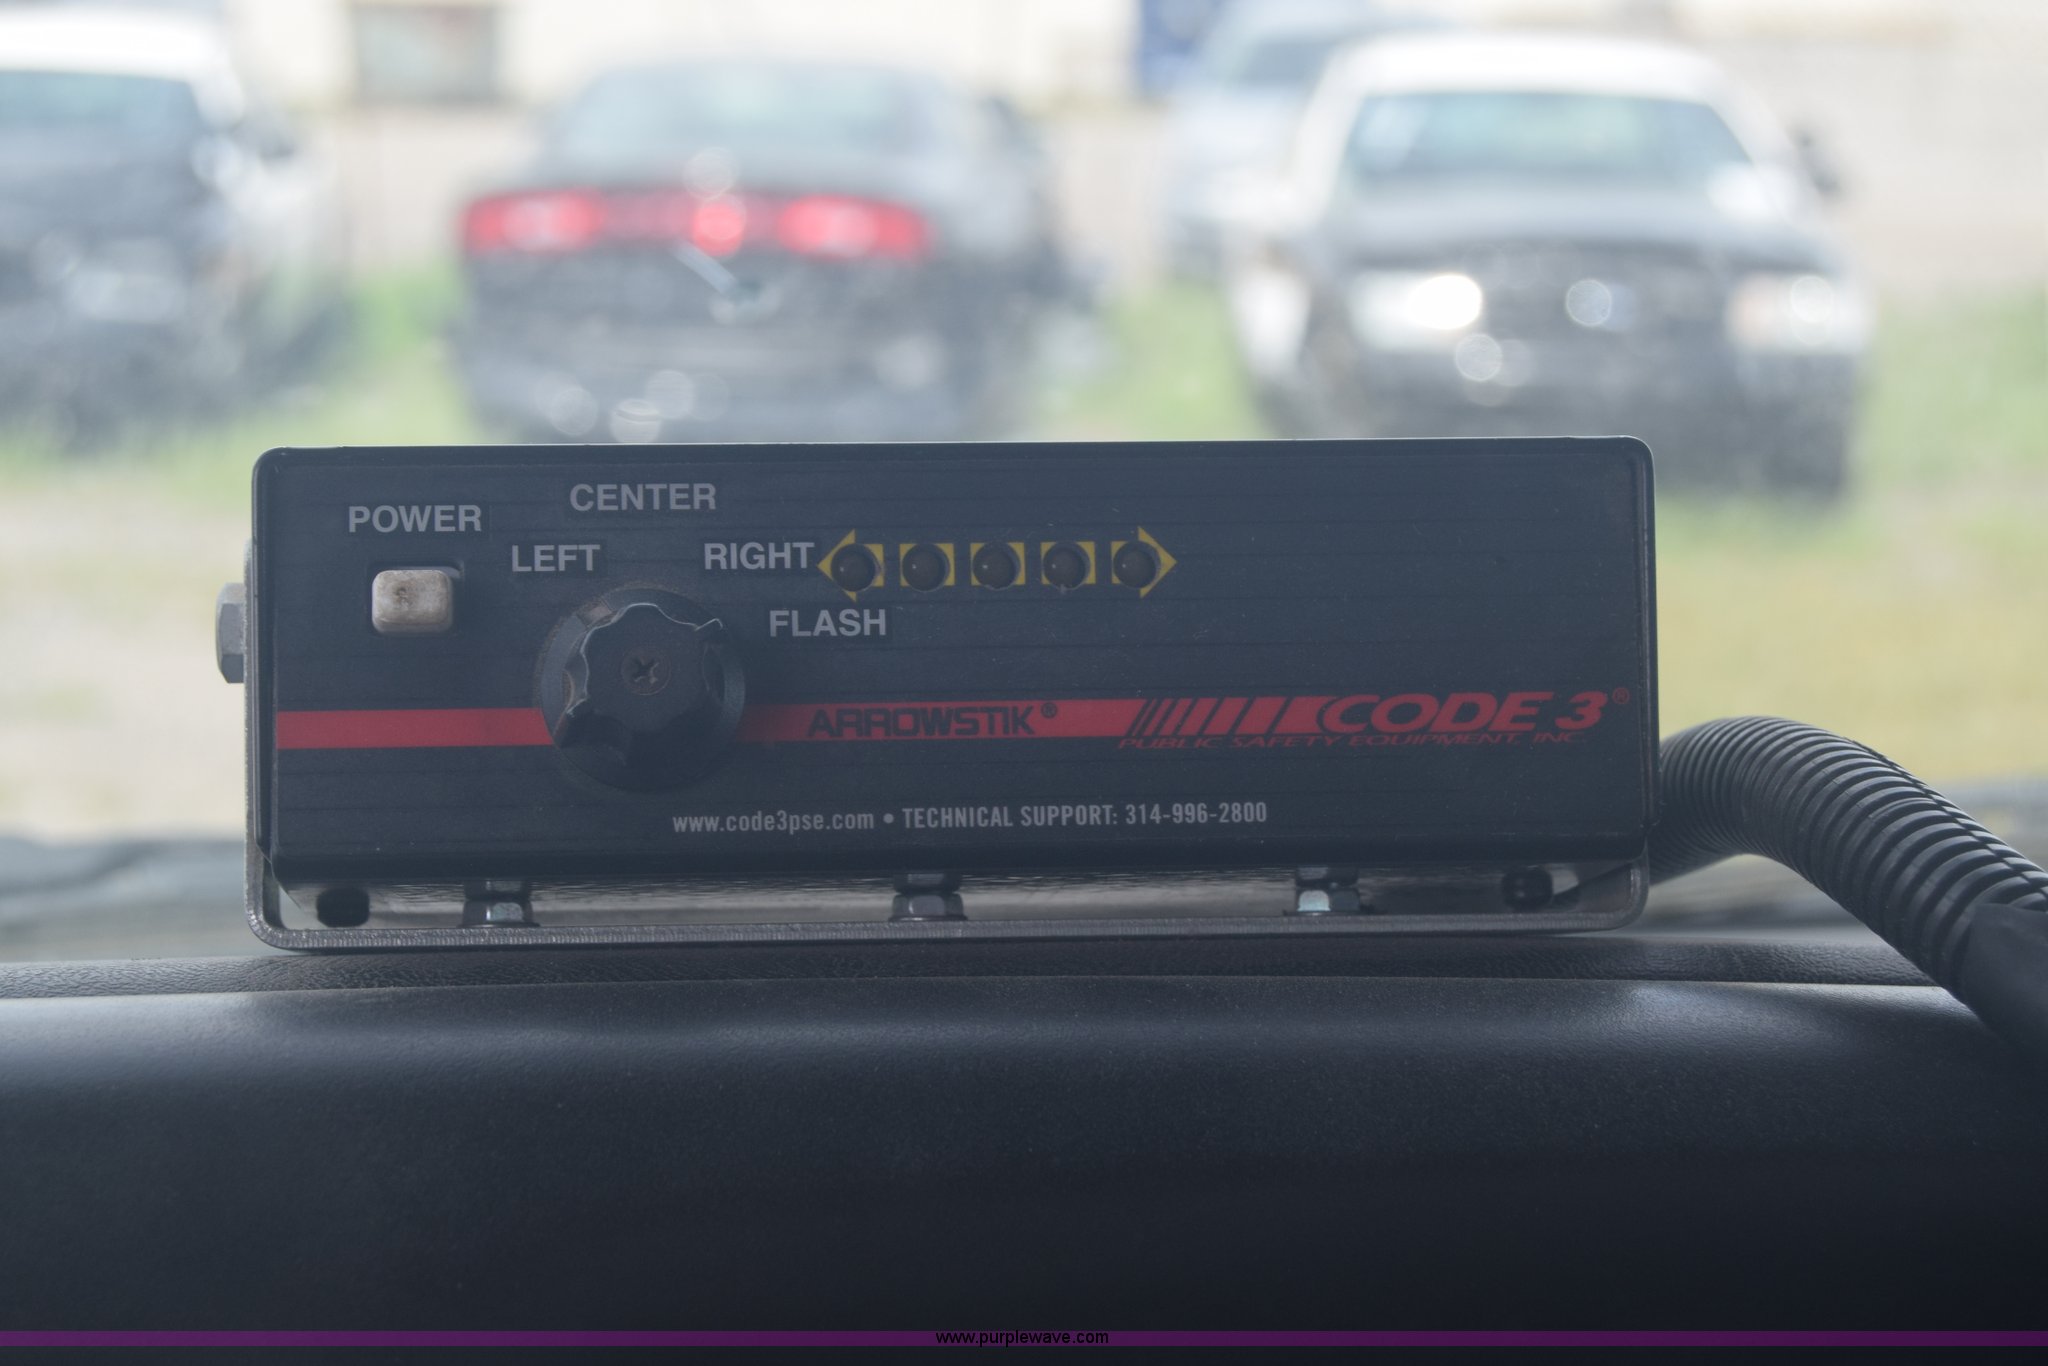 CENTER
POWER
LEFT
RIGHT
FLASH
ARROWSTIK®
CODE 3®
PUBLIC SAFETY EQUIPMENT, INC.
www.code3pse.com • TECHNICAL SUPPORT: 314-996-2800
www.purplewave.com